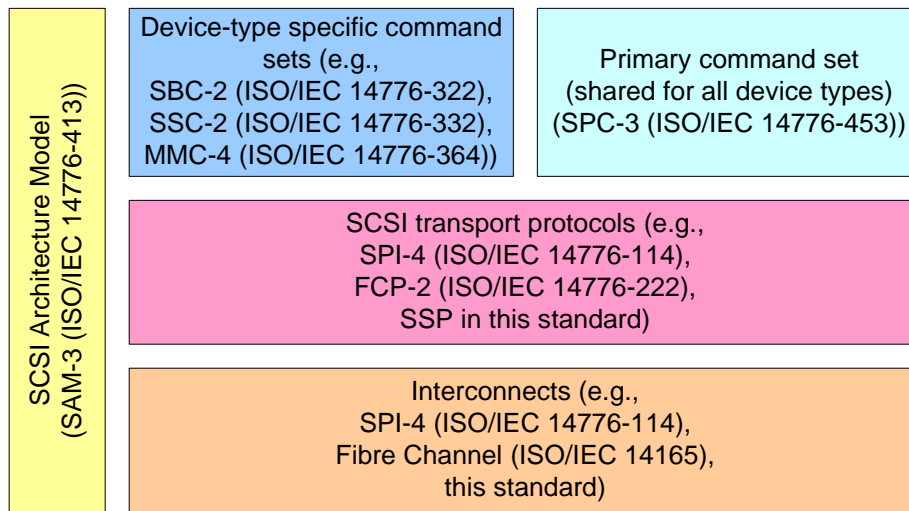 SCSI Architecture Model
(SAM-3 (ISO/IEC 14776-413))
Device-type specific command
sets (e.g.,
SBC-2 (ISO/IEC 14776-322),
SSC-2 (ISO/IEC 14776-332),
MMC-4 (ISO/IEC 14776-364))
Primary command set
(shared for all device types)
(SPC-3 (ISO/IEC 14776-453))
SCSI transport protocols (e.g.,
SPI-4 (ISO/IEC 14776-114),
FCP-2 (ISO/IEC 14776-222),
SSP in this standard)
Interconnects (e.g.,
SPI-4 (ISO/IEC 14776-114),
Fibre Channel (ISO/IEC 14165),
this standard)